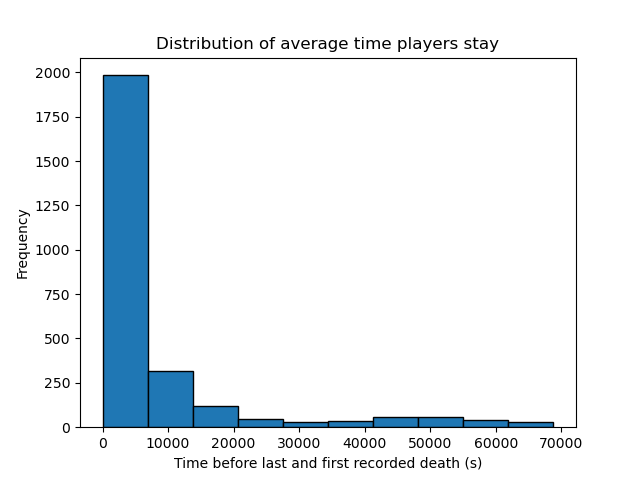 Distribution of average time players stay
2000
1750
1500
1250
1000
750
500
250
0
Frequency
0 10000 20000 30000 40000 50000 60000 70000
Time before last and first recorded death (s)